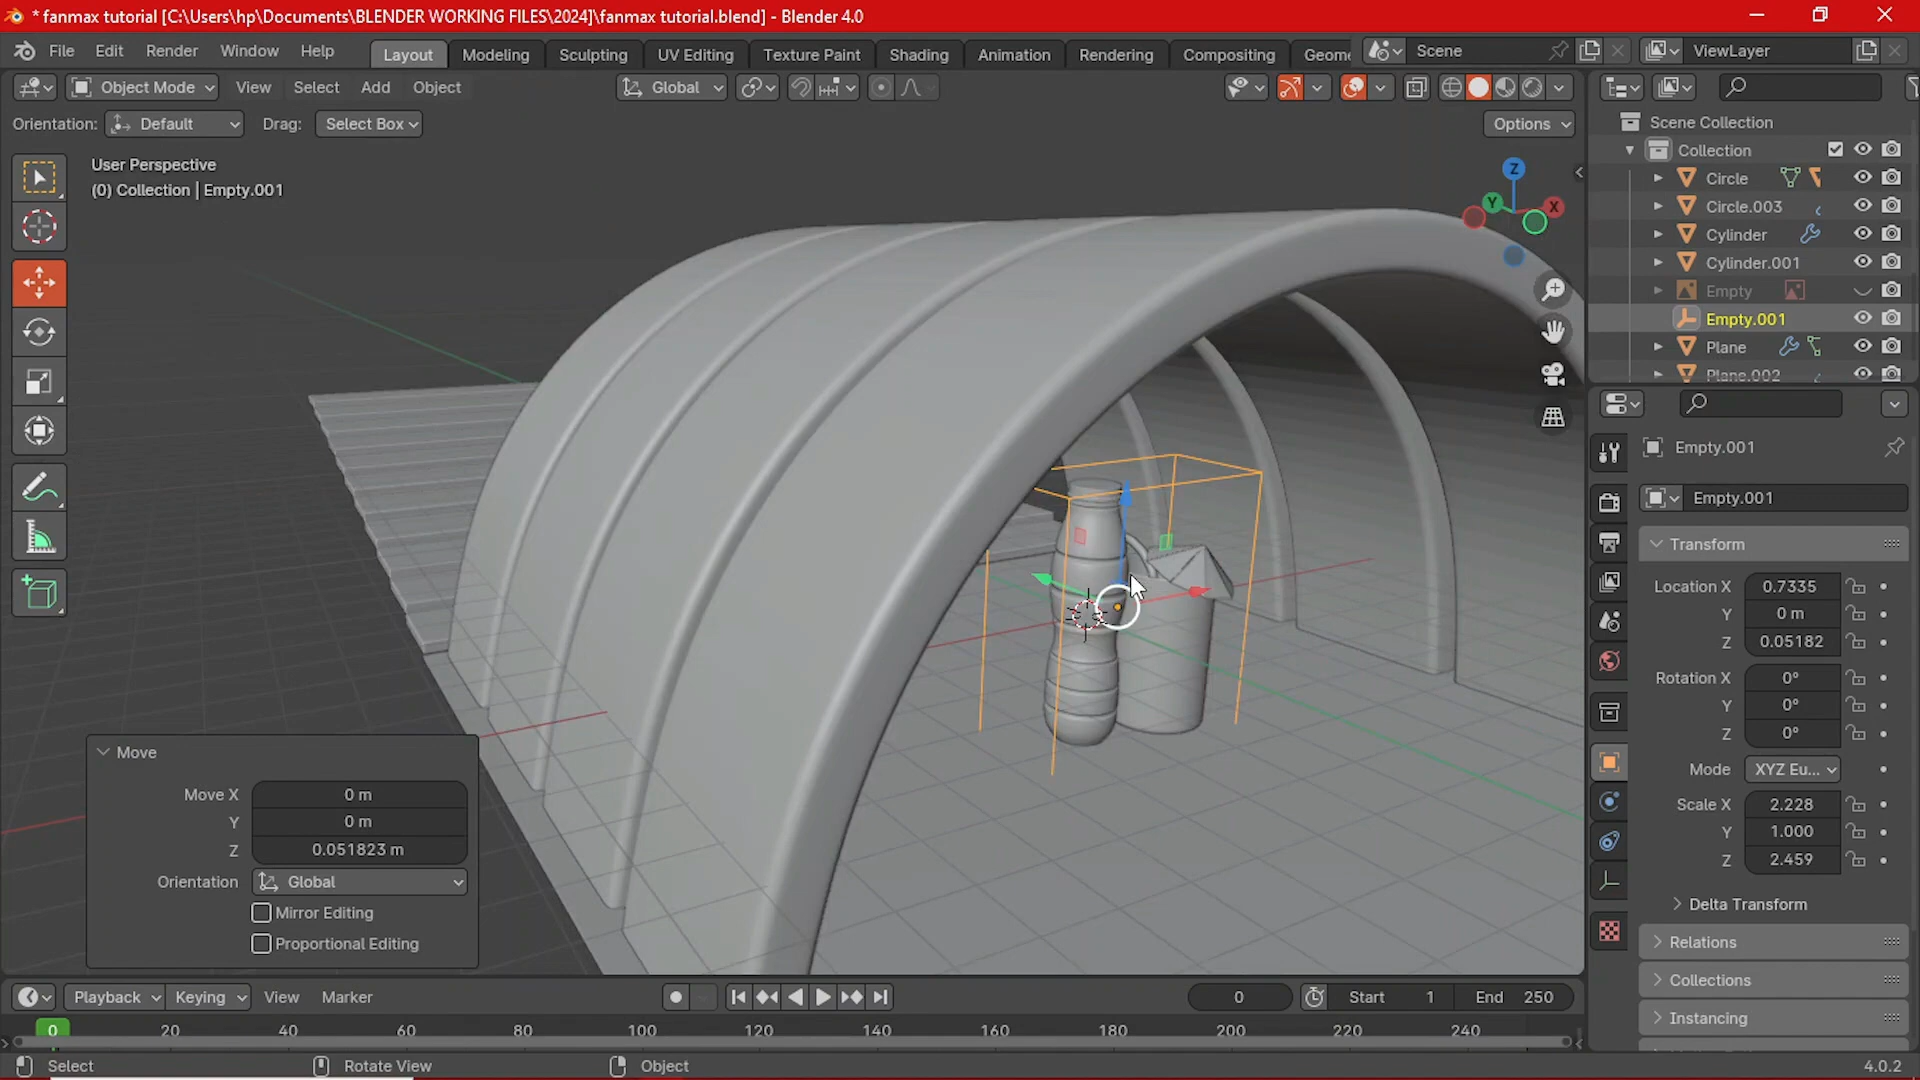 * fanmax tutorial [C:\Users\hp\Documents\BLENDER WORKING FILES\2024]\fanmax tutorial.blend] - Blender 4.0
File Edit Render Window Help Layout Modeling Sculpting UV Editing Texture Paint Shading Animation Rendering Compositing Geome Scene ViewLayer
Object Mode View Select Add Object Global
Orientation: Default Drag: Select Box Options
User Perspective
(0) Collection | Empty.001
Z
Y
X
Scene Collection
Collection
Circle
Circle.003
Cylinder
Cylinder.001
Empty
Empty.001
Plane
Plane.002
Empty.001
Empty.001
Transform
Location X 0.7335
Y 0 m
Z 0.05182
Rotation X 0°
Y 0°
Z 0°
Mode XYZ Eu...
Scale X 2.228
Y 1.000
Z 2.459
Delta Transform
Relations
Collections
Instancing
Move
Move X 0 m
Y 0 m
Z 0.051823 m
Orientation Global
Mirror Editing
Proportional Editing
Playback Keying View Marker 0 Start 1 End 250
0 20 40 60 80 100 120 140 160 180 200 220 240
Select Rotate View Object 4.0.2